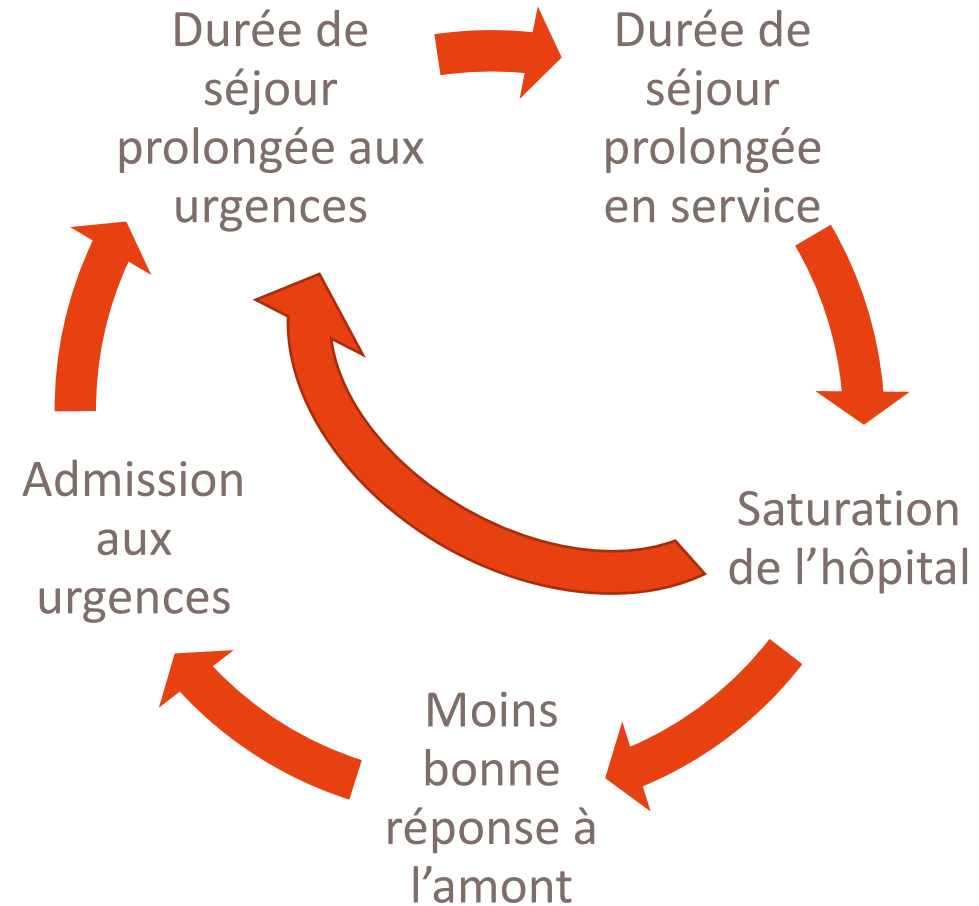 Durée de
séjour
prolongée aux
urgences
Durée de
séjour
prolongée
en service
Saturation
de l’hôpital
Moins
bonne
réponse à
l’amont
Admission
aux
urgences